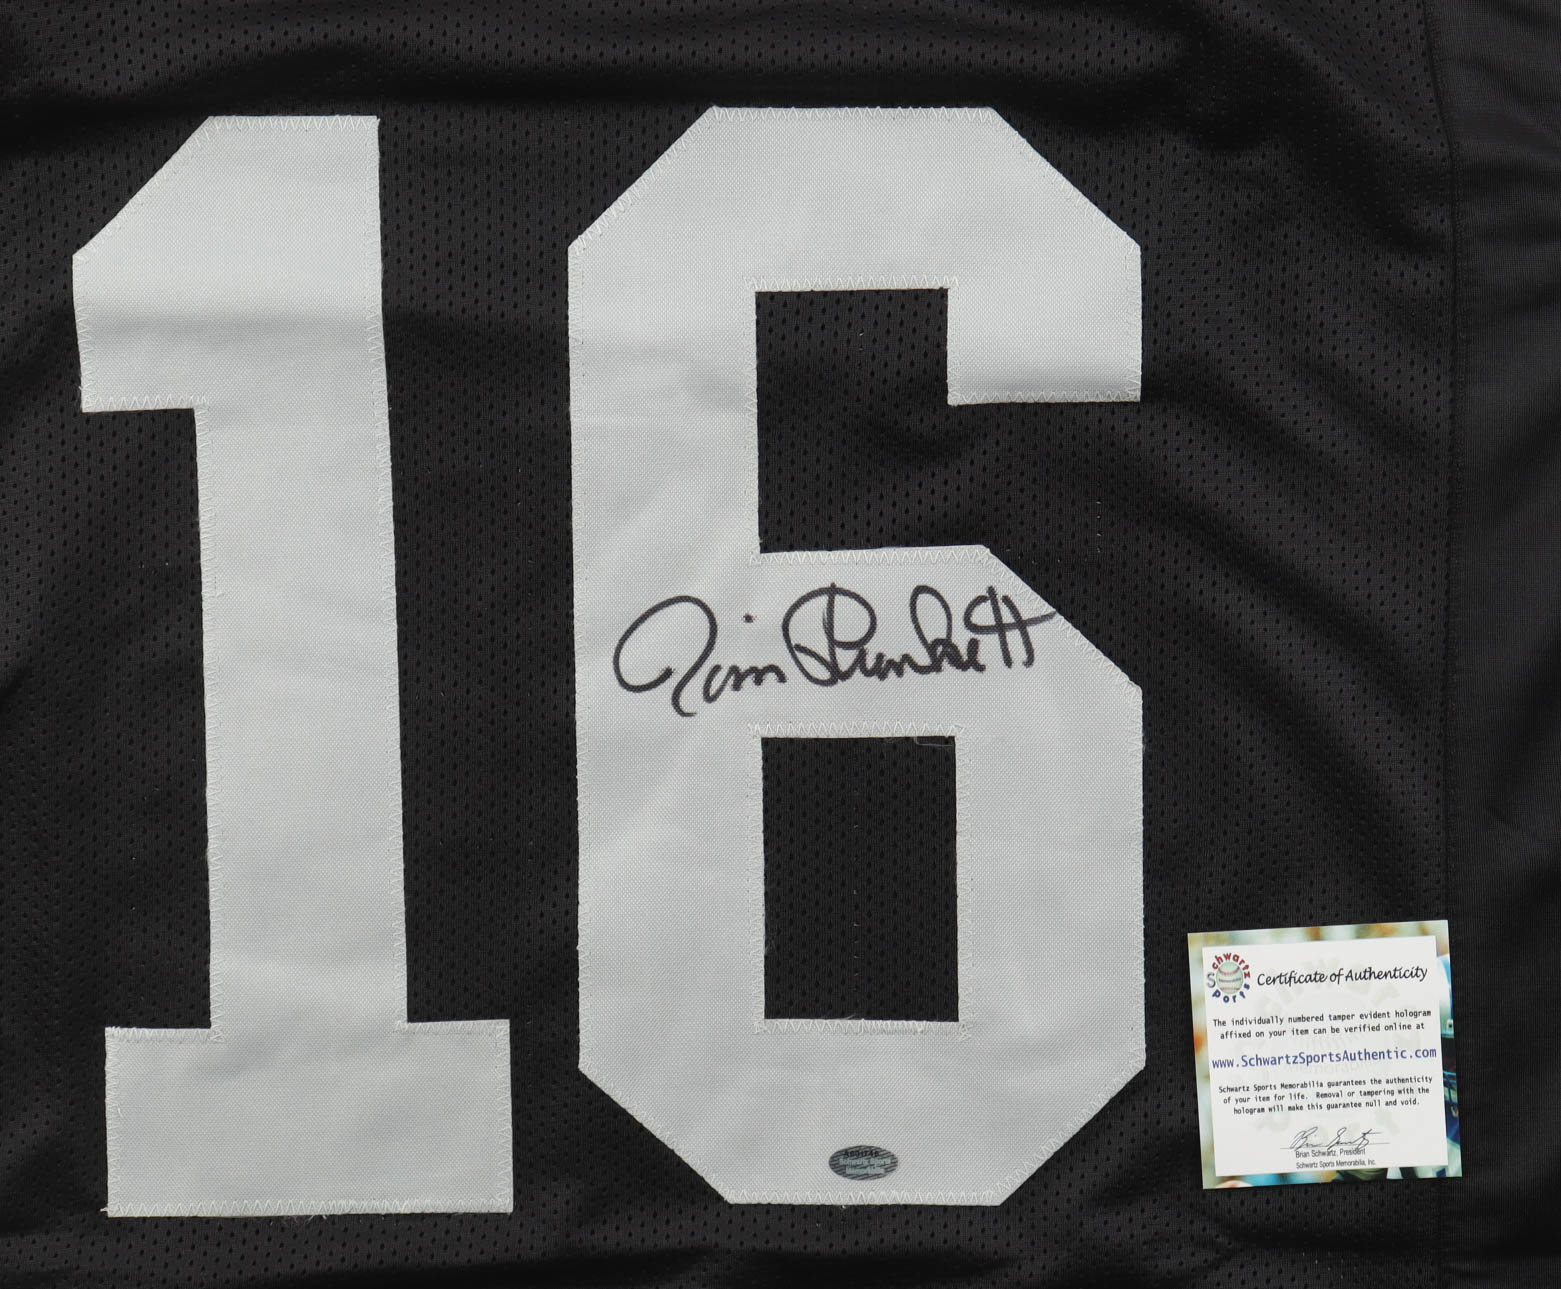 16
Jim Plunkett
Schwartz Sports
Certificate of Authenticity
The individually numbered tamper evident hologram
affixed on your item can be verified online at
www.SchwartzSportsAuthentic.com
Schwartz Sports Memorabilia guarantees the authenticity
of your item for life. Removal or tampering with the
hologram will make this guarantee null and void.
Brian Schwartz, President
Schwartz Sports Memorabilia, Inc.